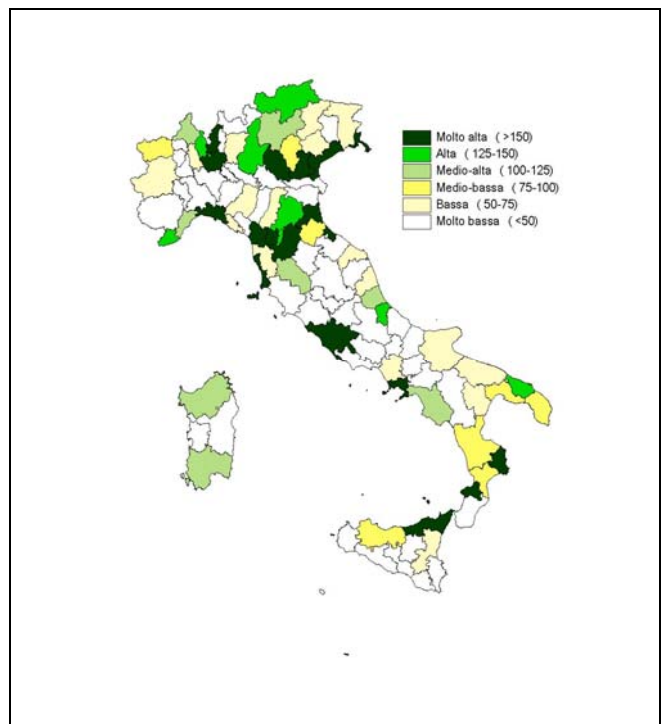 Molto alta ( >150)
Alta ( 125-150)
Medio-alta ( 100-125)
Medio-bassa ( 75-100)
Bassa ( 50-75)
Molto bassa ( <50)